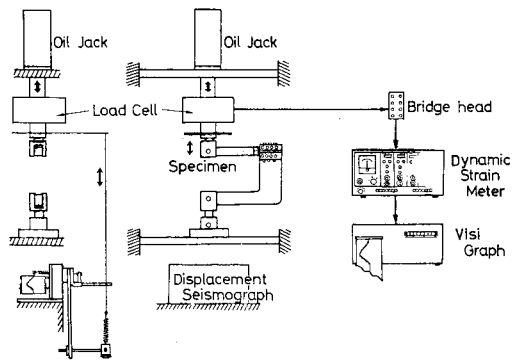 Oil Jack
Oil Jack
Load Cell
Bridge head
Specimen
Dynamic
Strain
Meter
Visi
Graph
Displacement
Seismograph